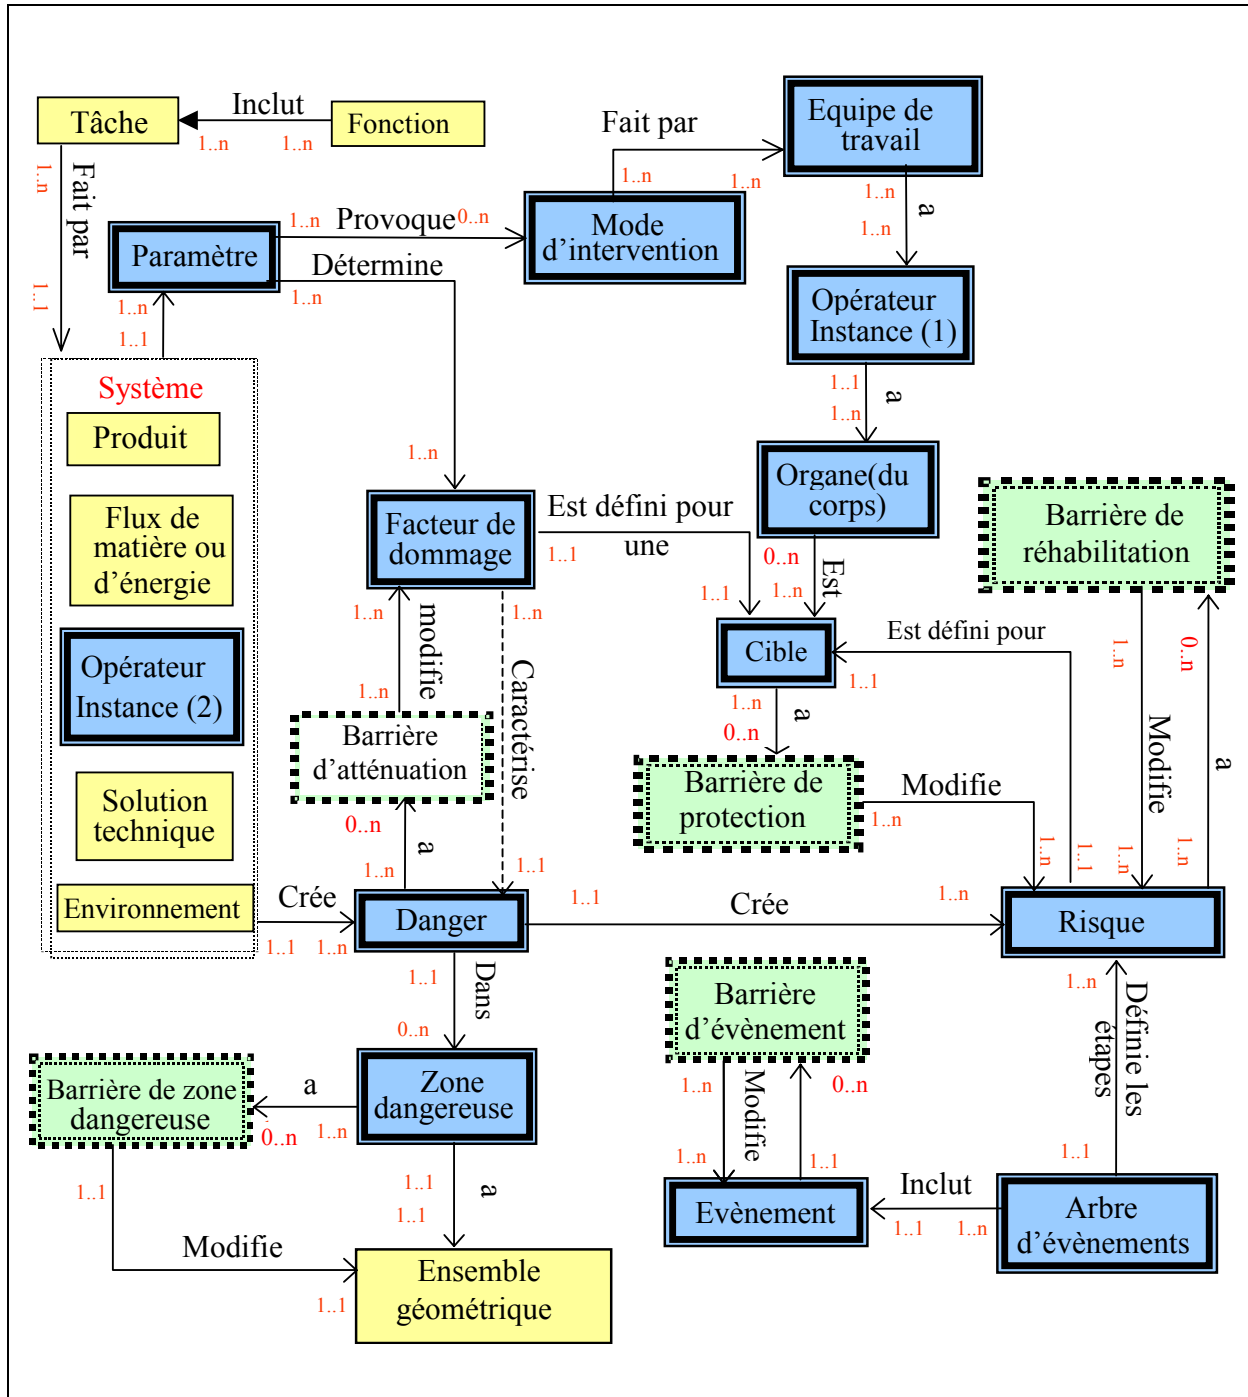 Tâche
Inclut
Fonction
1..n
1..n
Fait par
1..n
1..1
Equipe de
travail
Fait par
1..n
1..n
1..n
a
1..n
Paramètre
1..n
Provoque
0..n
Mode
d'intervention
Détermine
1..n
1..n
1..1
Opérateur
Instance (1)
1..1
a
1..n
Système
Produit
Flux de
matière ou
d'énergie
Opérateur
Instance (2)
Solution
technique
Environnement
1..n
Facteur de
dommage
Est défini pour
une
1..1
1..1
Organe(du
corps)
0..n
Est
1..n
Barrière de
réhabilitation
1..n
modifie
1..n
1..n
Caractérise
1..1
Cible
Est défini pour
1..1
1..n
a
0..n
1..n
Modifie
1..n
0..n
a
1..n
Barrière
d'atténuation
0..n
a
1..n
Barrière de
protection
Modifie
1..n
1..n
1..1
Crée
1..1
1..n
Danger
1..1
Crée
1..n
Risque
1..1
Dans
0..n
Barrière
d'évènement
1..n
Modifie
1..n
0..n
1..1
1..n
Définie les
étapes
1..1
Barrière de zone
dangereuse
a
0..n
1..n
Zone
dangereuse
1..1
a
1..1
1..1
Modifie
1..1
Ensemble
géométrique
Evènement
Inclut
1..1
1..n
Arbre
d'évènements